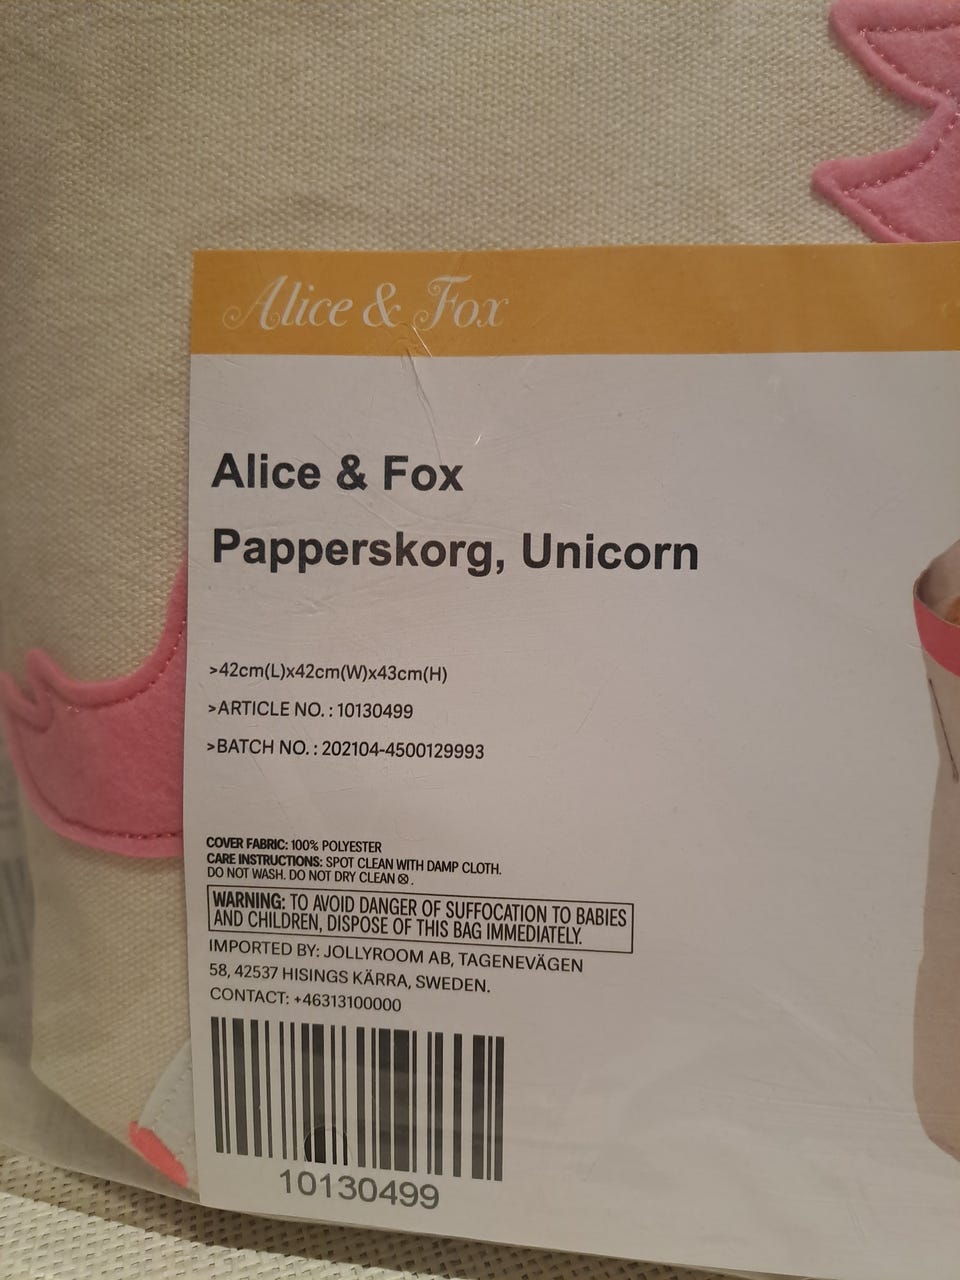 Alice & Fox
Alice & Fox
Papperskorg, Unicorn
>42cm(L)x42cm(W)x43cm(H)
>ARTICLE NO. : 10130499
>BATCH NO. : 202104-4500129993
COVER FABRIC: 100% POLYESTER
CARE INSTRUCTIONS: SPOT CLEAN WITH DAMP CLOTH.
DO NOT WASH. DO NOT DRY CLEAN ⊗.
WARNING: TO AVOID DANGER OF SUFFOCATION TO BABIES
AND CHILDREN, DISPOSE OF THIS BAG IMMEDIATELY.
IMPORTED BY: JOLLYROOM AB, TAGENEVÄGEN
58, 42537 HISINGS KÄRRA, SWEDEN.
CONTACT: +46313100000
10130499